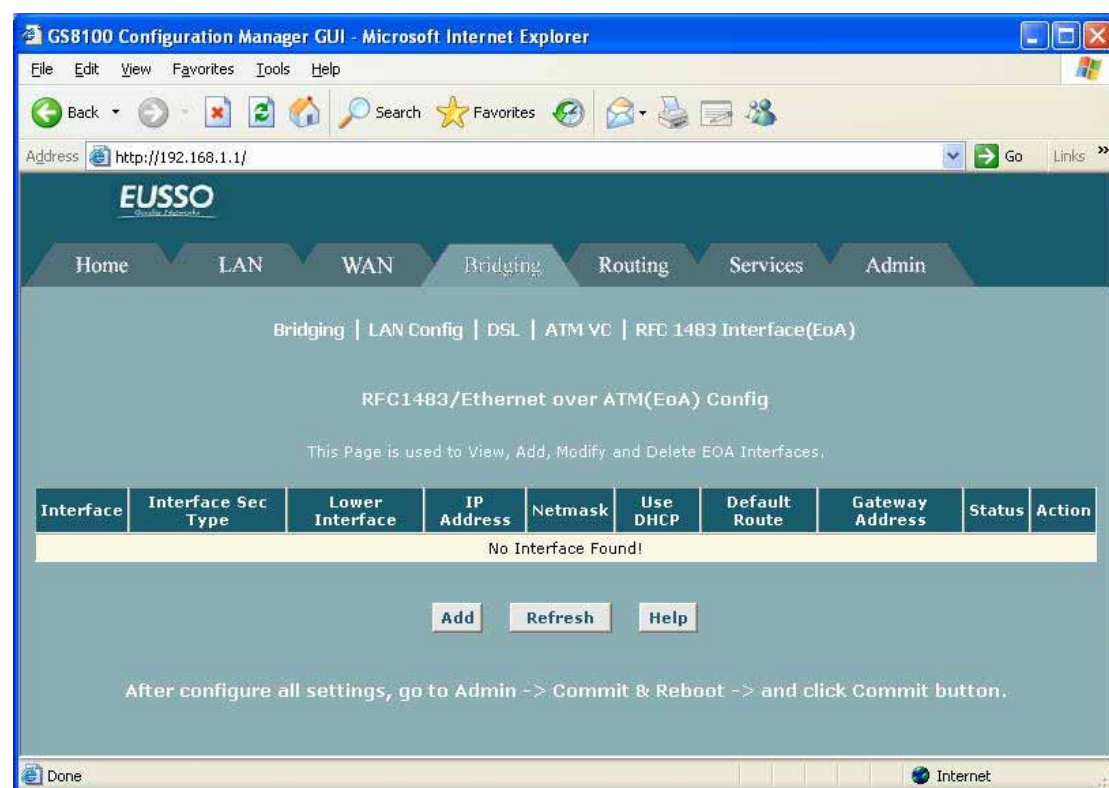 GS8100 Configuration Manager GUI - Microsoft Internet Explorer
File Edit View Favorites Tools Help
Back Search Favorites
Address http://192.168.1.1/ Go Links »
EUSSO
Quality Networks
Home LAN WAN Bridging Routing Services Admin
Bridging | LAN Config | DSL | ATM VC | RFC 1483 Interface(EoA)
RFC1483/Ethernet over ATM(EoA) Config
This Page is used to View, Add, Modify and Delete EOA Interfaces.
Interface Interface Sec Type Lower Interface IP Address Netmask Use DHCP Default Route Gateway Address Status Action
No Interface Found!
Add Refresh Help
After configure all settings, go to Admin -> Commit & Reboot -> and click Commit button.
Done Internet